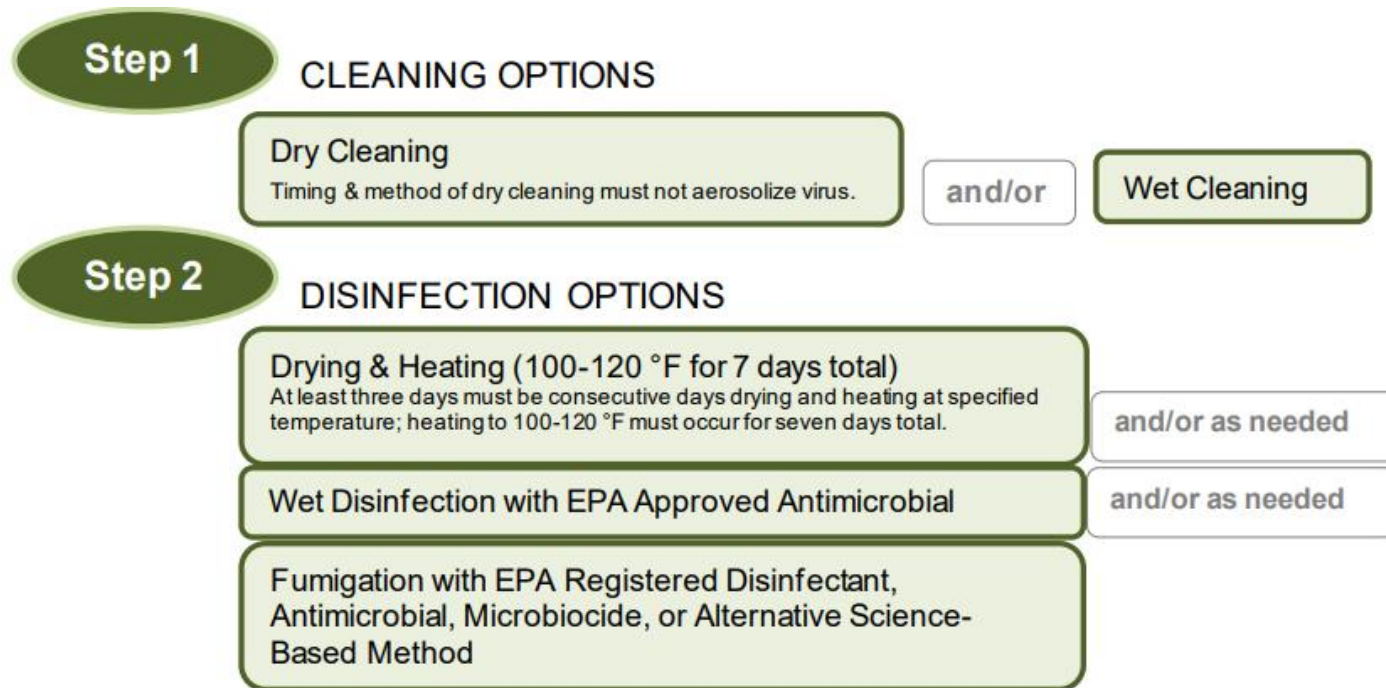 Step 1
CLEANING OPTIONS
Dry Cleaning
Timing & method of dry cleaning must not aerosolize virus.
and/or
Wet Cleaning
Step 2
DISINFECTION OPTIONS
Drying & Heating (100-120 °F for 7 days total)
At least three days must be consecutive days drying and heating at specified
temperature; heating to 100-120 °F must occur for seven days total.
and/or as needed
Wet Disinfection with EPA Approved Antimicrobial
and/or as needed
Fumigation with EPA Registered Disinfectant,
Antimicrobial, Microbiocide, or Alternative Science-
Based Method